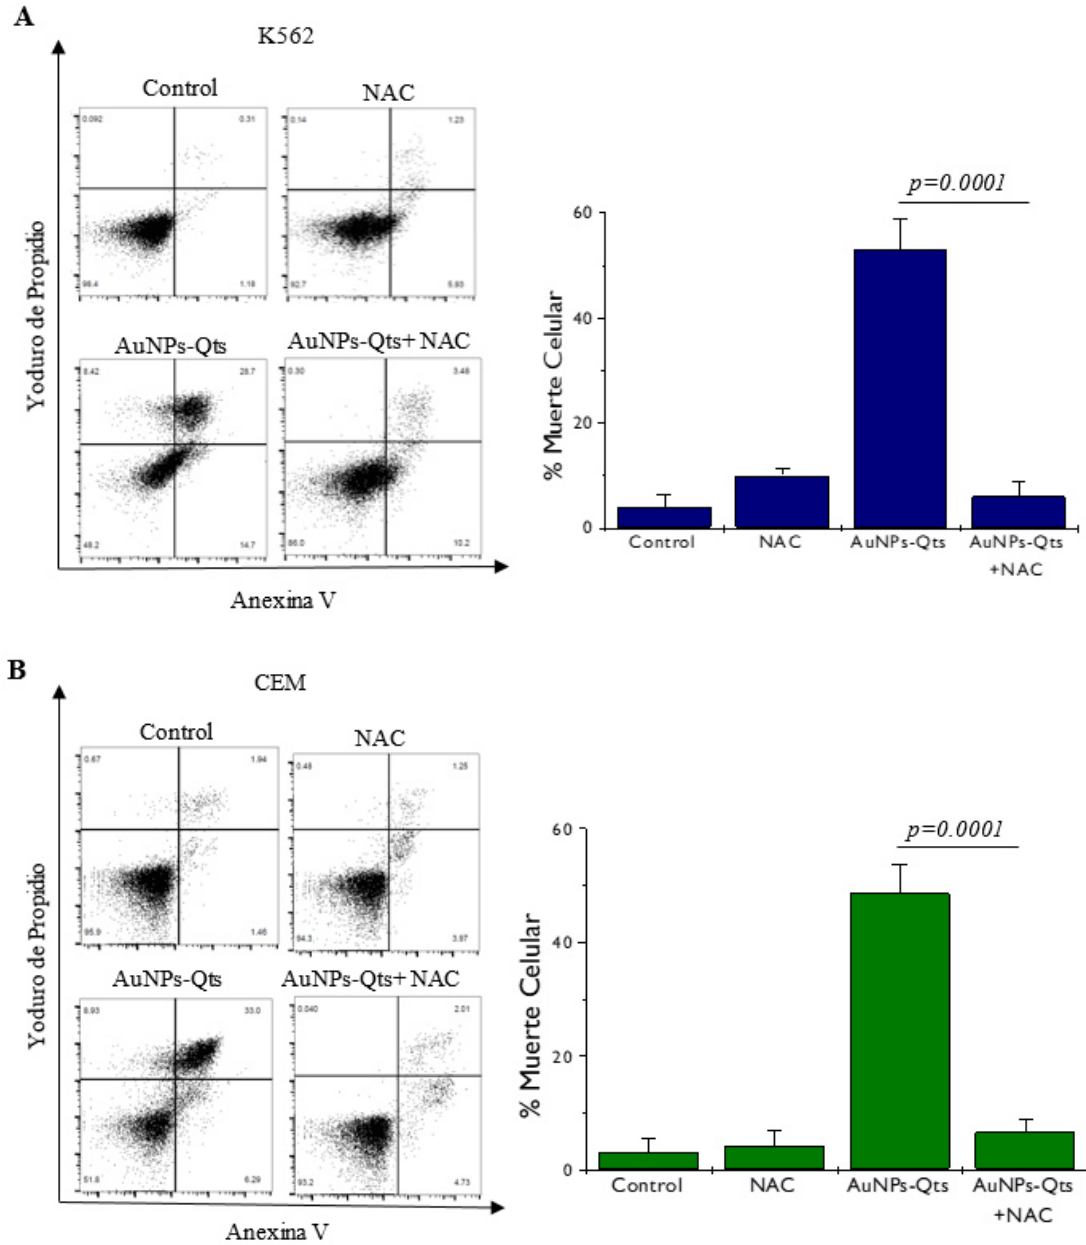 A
K562
Control
NAC
0.092
0.31
0.14
1.23
98.4
1.18
92.7
5.93
AuNPs-Qts
AuNPs-Qts+ NAC
8.42
28.7
0.30
3.48
48.2
14.7
86.0
10.2
Yoduro de Propidio
Anexina V
p=0.0001
60
40
20
0
% Muerte Celular
Control
NAC
AuNPs-Qts
AuNPs-Qts
+NAC
B
CEM
Control
NAC
0.67
1.94
0.48
1.25
95.9
1.46
94.3
3.97
AuNPs-Qts
AuNPs-Qts+ NAC
8.93
33.0
0.040
2.01
51.8
6.29
93.2
4.73
Yoduro de Propidio
Anexina V
p=0.0001
60
40
20
0
% Muerte Celular
Control
NAC
AuNPs-Qts
AuNPs-Qts
+NAC